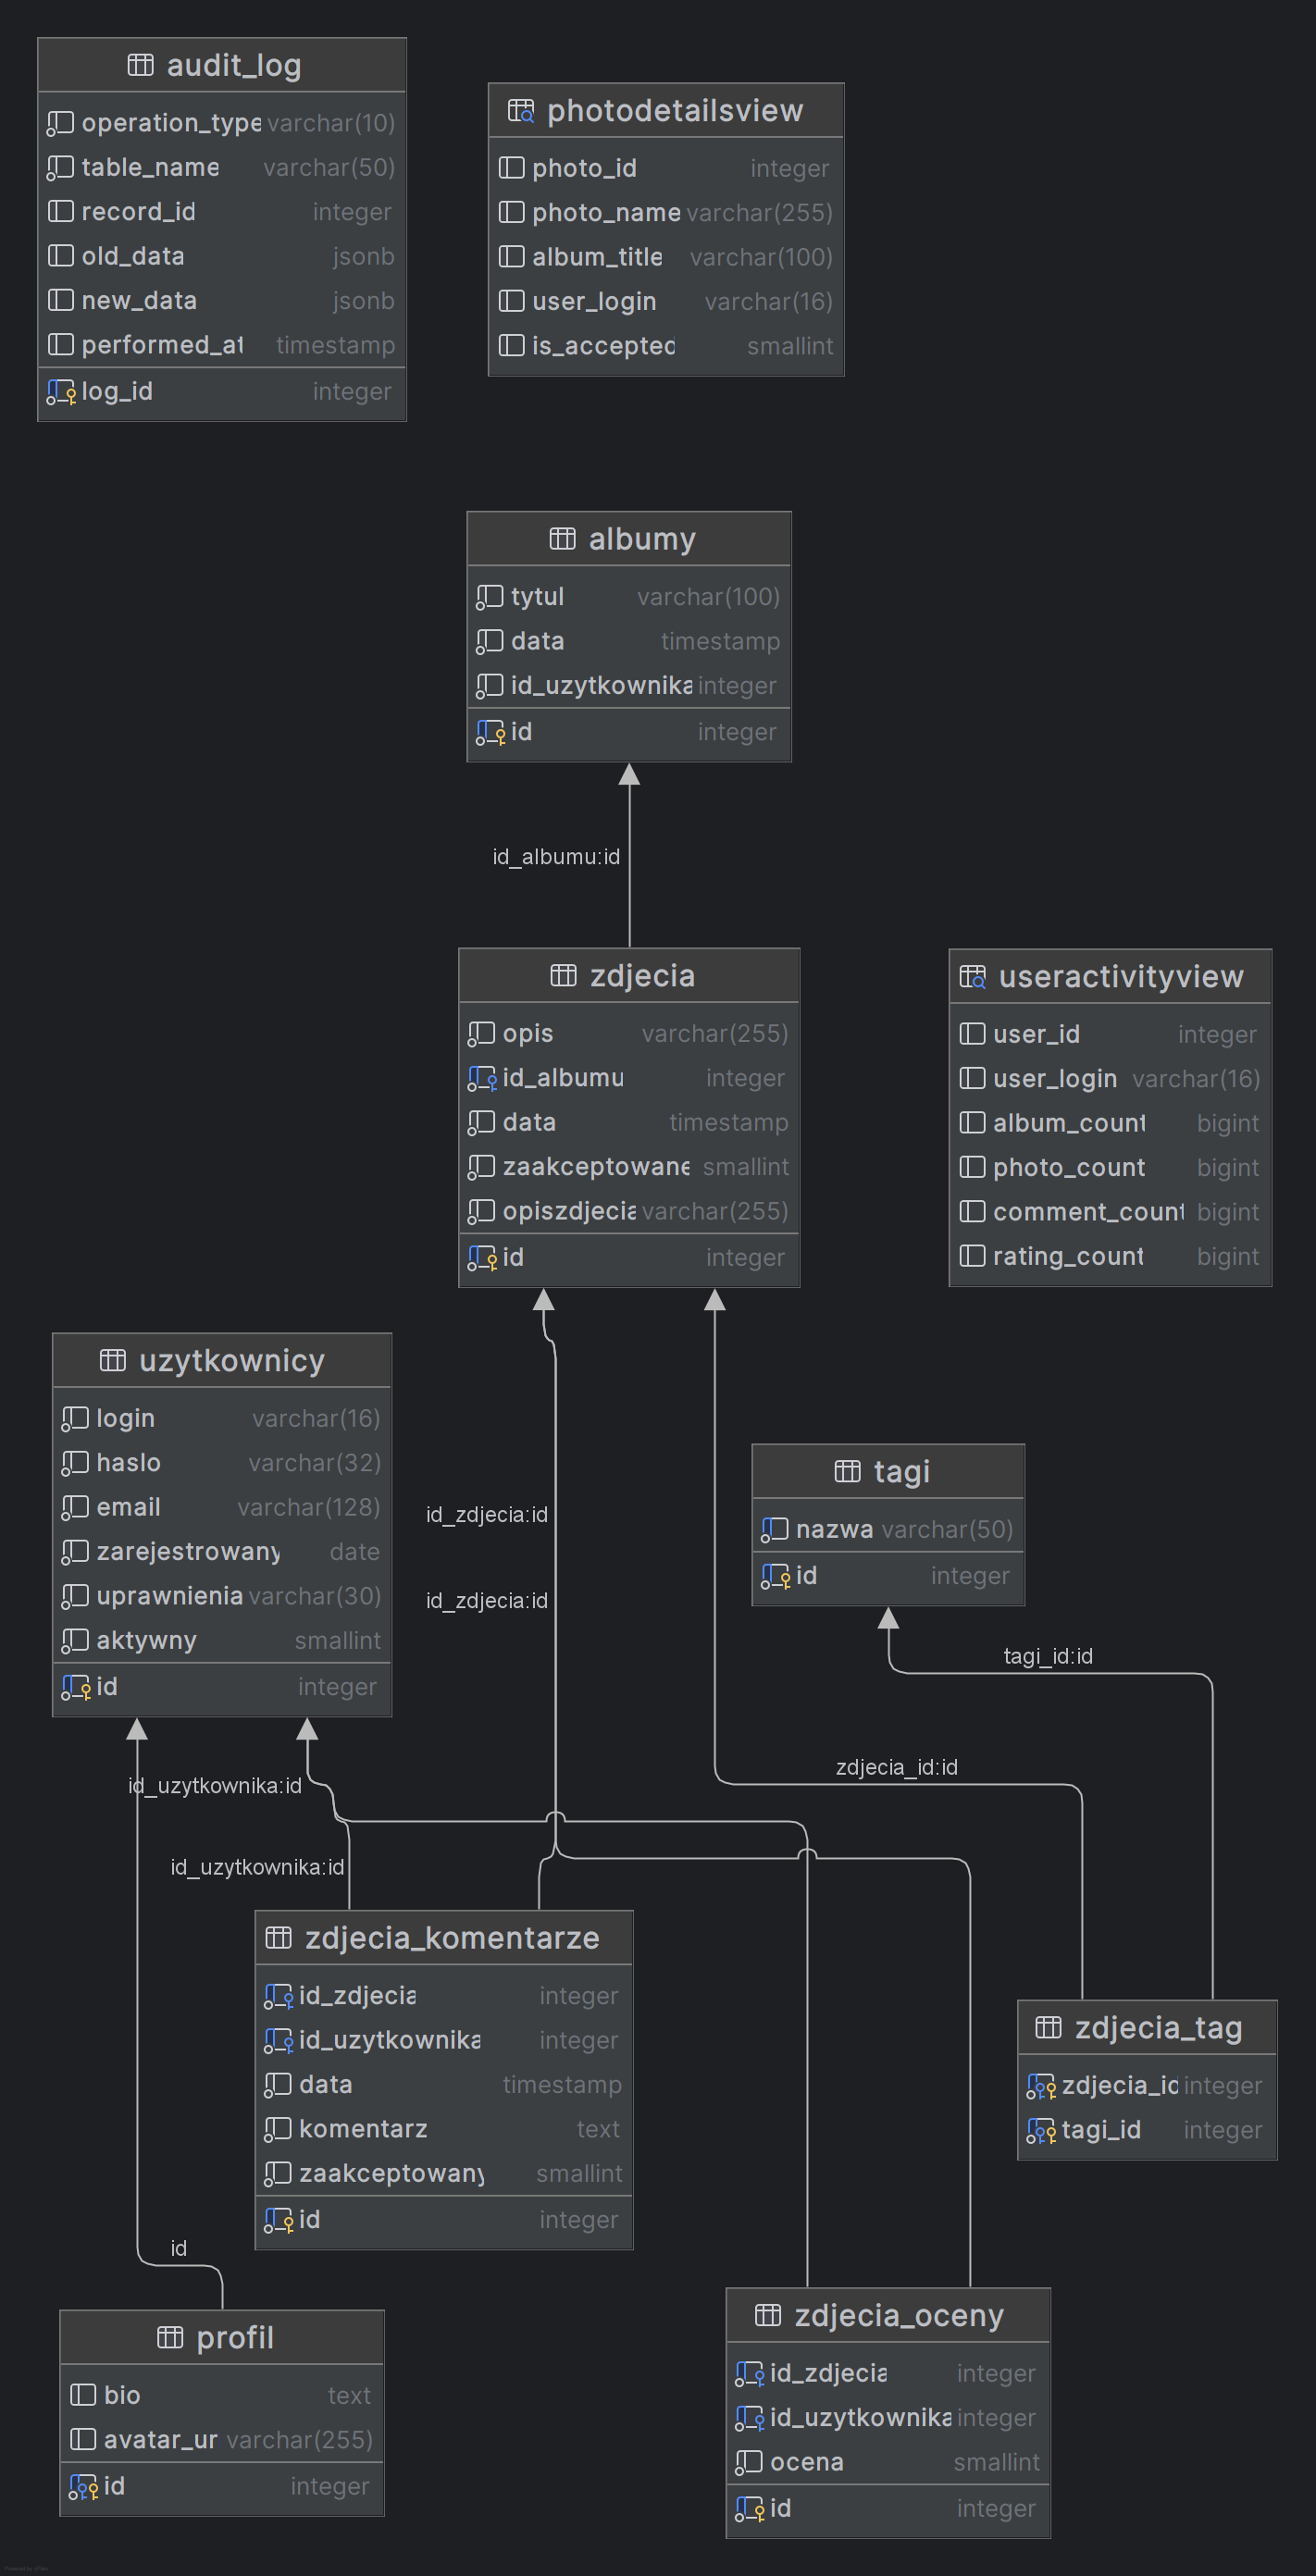 audit_log
operation_type varchar(10)
table_name varchar(50)
record_id integer
old_data jsonb
new_data jsonb
performed_at timestamp
log_id integer
photodetailsview
photo_id integer
photo_name varchar(255)
album_title varchar(100)
user_login varchar(16)
is_accepted smallint
albumy
tytul varchar(100)
data timestamp
id_uzytkownika integer
id integer
id_albumu:id
zdjecia
opis varchar(255)
id_albumu integer
data timestamp
zaakceptowane smallint
opiszdjecia varchar(255)
id integer
useractivityview
user_id integer
user_login varchar(16)
album_count bigint
photo_count bigint
comment_count bigint
rating_count bigint
uzytkownicy
login varchar(16)
haslo varchar(32)
email varchar(128)
zarejestrowany date
uprawnienia varchar(30)
aktywny smallint
id integer
id_zdjecia:id
id_zdjecia:id
tagi
nazwa varchar(50)
id integer
tagi_id:id
zdjecia_id:id
id_uzytkownika:id
id_uzytkownika:id
zdjecia_komentarze
id_zdjecia integer
id_uzytkownika integer
data timestamp
komentarz text
zaakceptowany smallint
id integer
zdjecia_tag
zdjecia_id integer
tagi_id integer
id
profil
bio text
avatar_ur varchar(255)
id integer
zdjecia_oceny
id_zdjecia integer
id_uzytkownika integer
ocena smallint
id integer